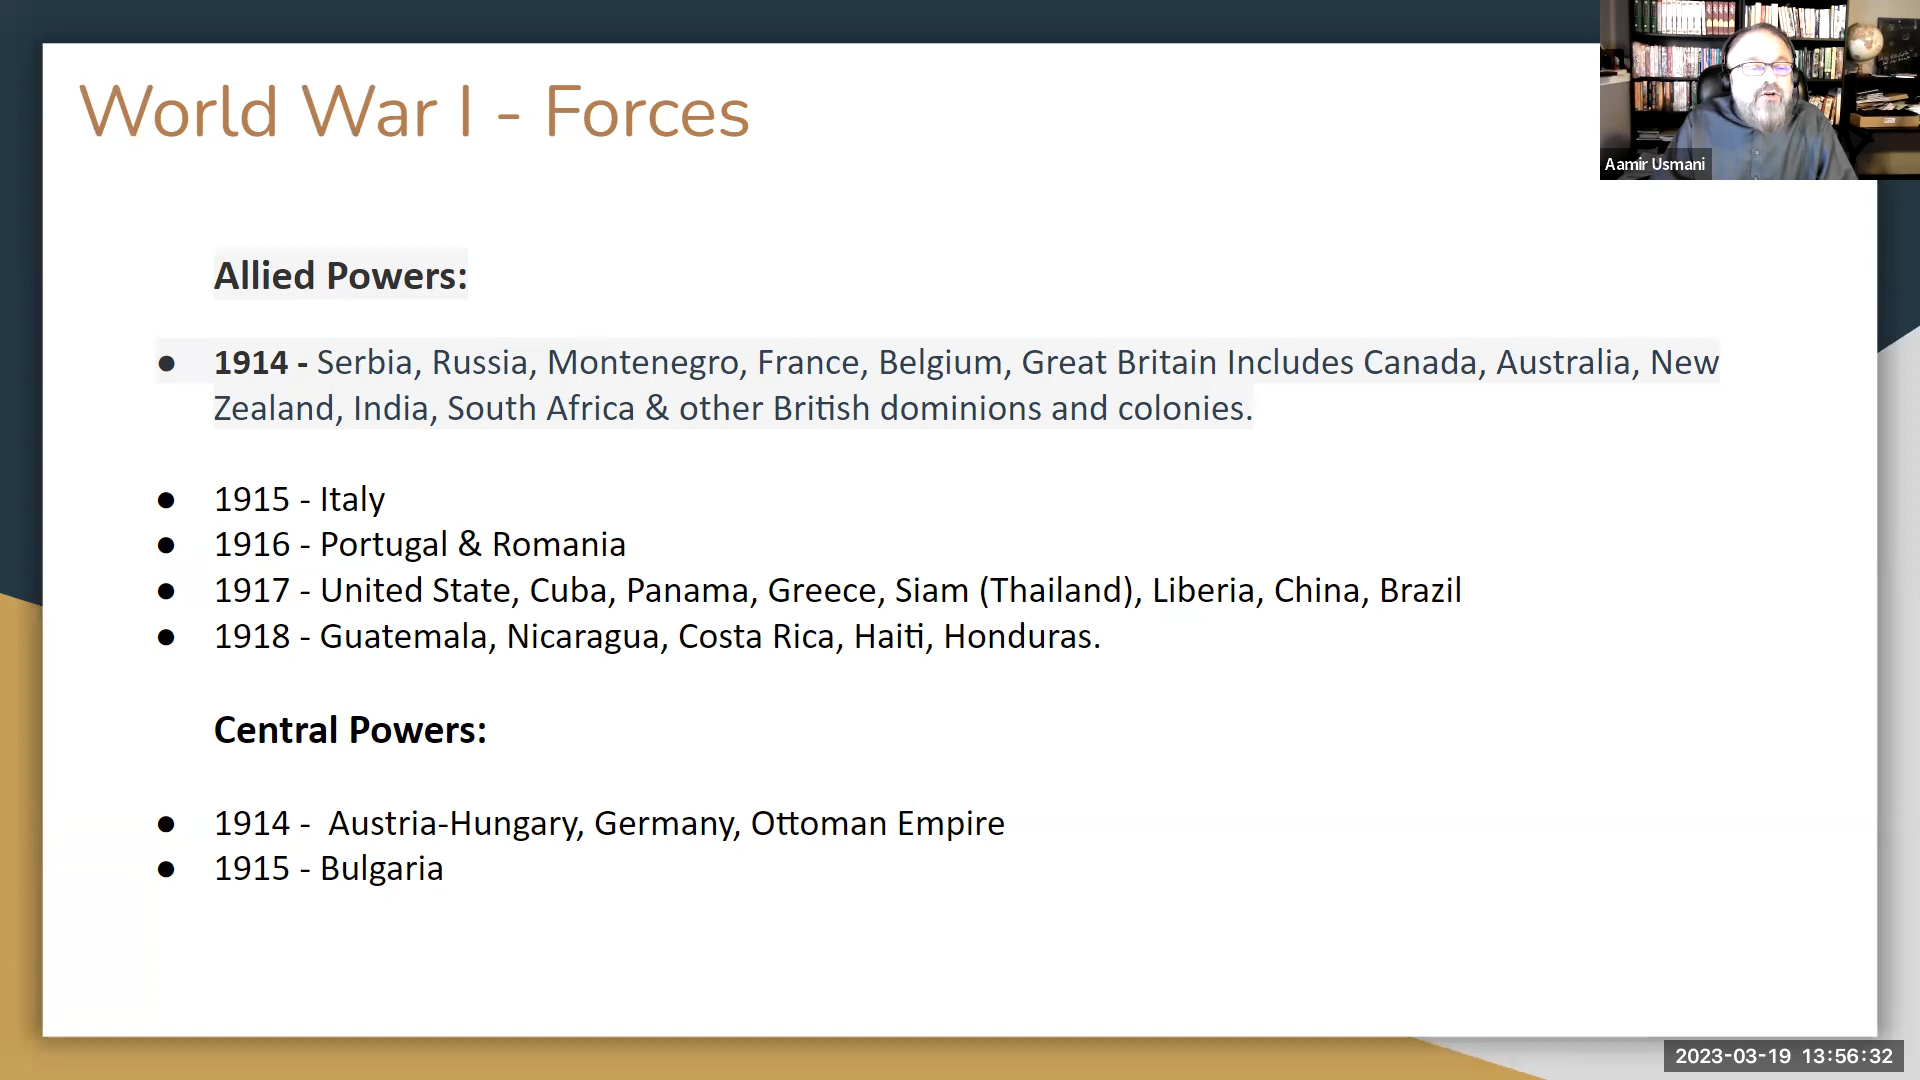 World War I - Forces
Aamir Usmani
Allied Powers:
● 1914 - Serbia, Russia, Montenegro, France, Belgium, Great Britain Includes Canada, Australia, New
Zealand, India, South Africa & other British dominions and colonies.
● 1915 - Italy
● 1916 - Portugal & Romania
● 1917 - United State, Cuba, Panama, Greece, Siam (Thailand), Liberia, China, Brazil
● 1918 - Guatemala, Nicaragua, Costa Rica, Haiti, Honduras.
Central Powers:
● 1914 - Austria-Hungary, Germany, Ottoman Empire
● 1915 - Bulgaria
2023-03-19 13:56:32